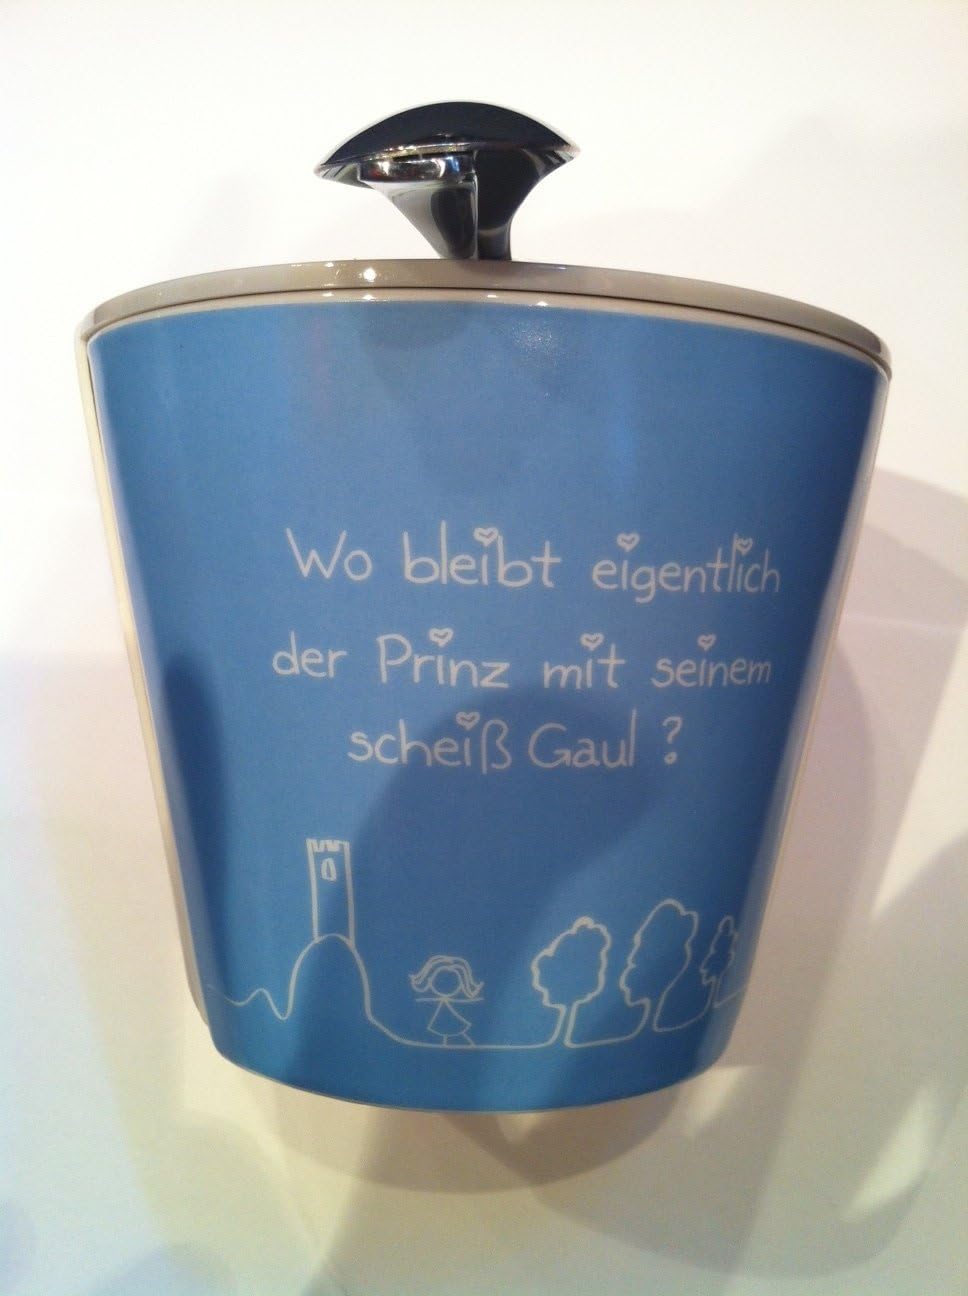 Wo bleibt eigentlich
der Prinz mit seinem
scheiß Gaul ?